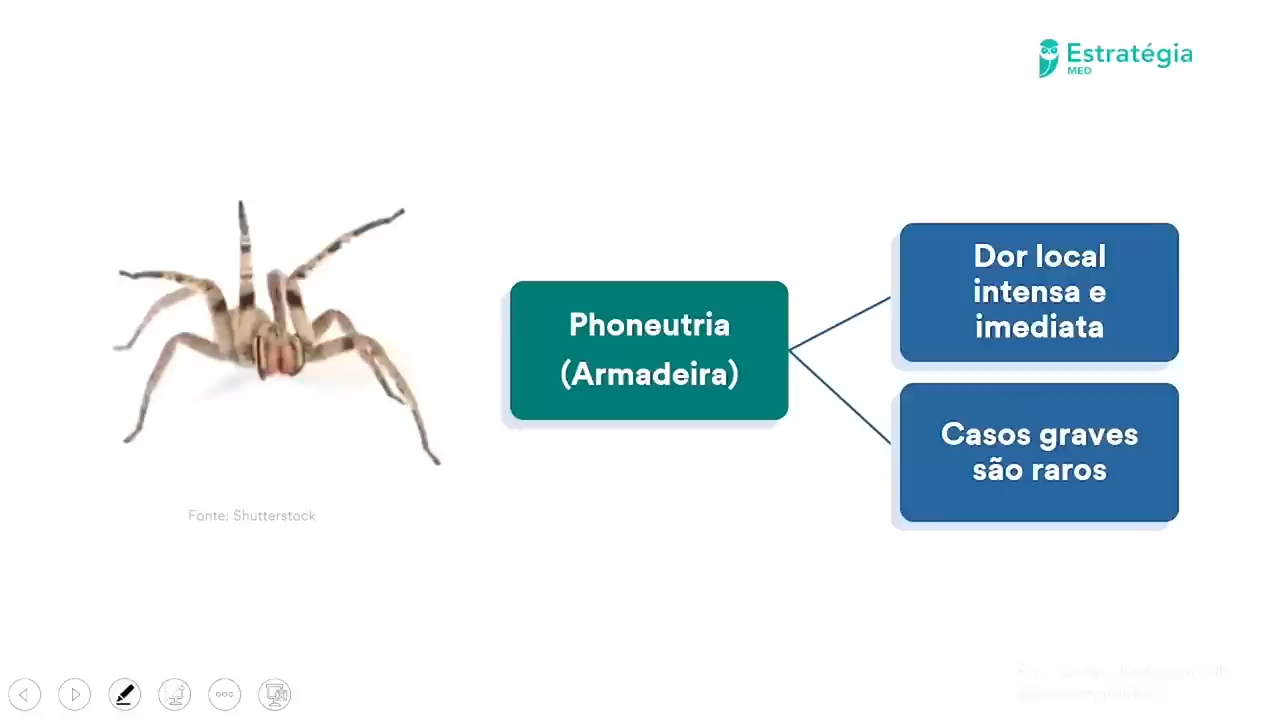 Estratégia
MED
Phoneutria
(Armadeira)
Dor local
intensa e
imediata
Casos graves
são raros
Fonte: Shutterstock